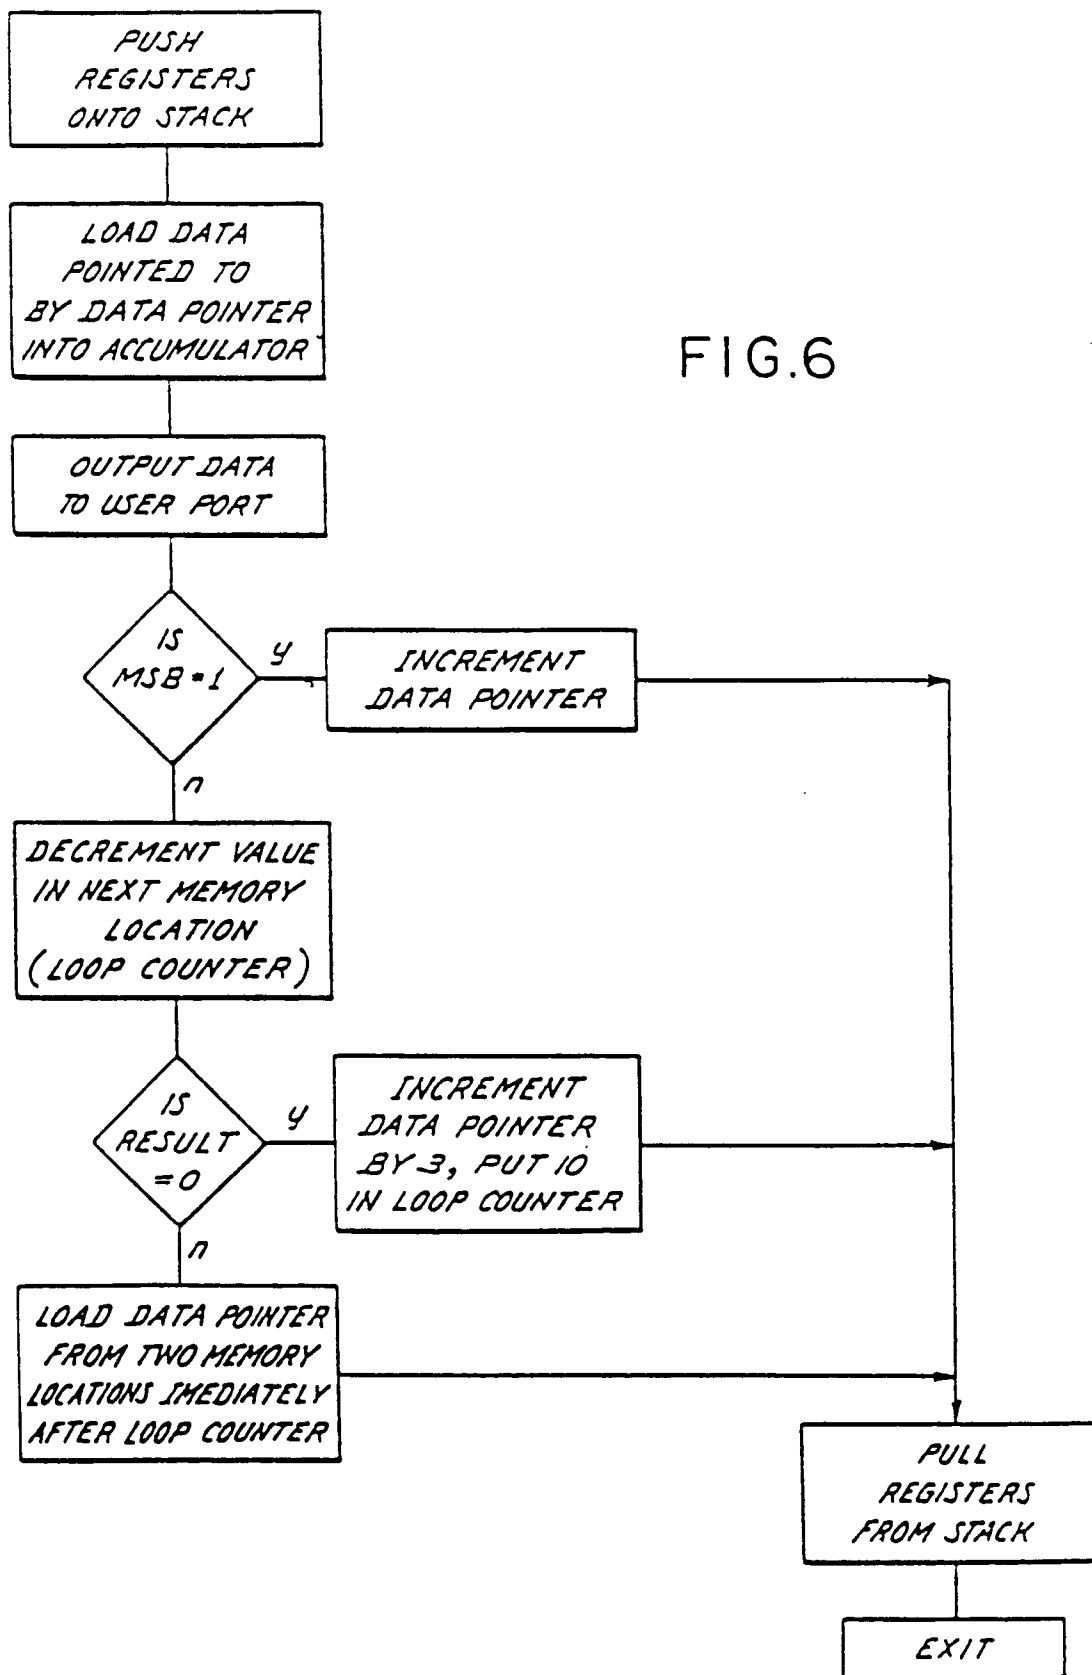 PUSH
REGISTERS
ONTO STACK
LOAD DATA
POINTED TO
BY DATA POINTER
INTO ACCUMULATOR
FIG.6
OUTPUT DATA
TO USER PORT
IS
MSB=1
y
INCREMENT
DATA POINTER
n
DECREMENT VALUE
IN NEXT MEMORY
LOCATION
(LOOP COUNTER)
IS
RESULT
=0
y
INCREMENT
DATA POINTER
BY 3, PUT 10
IN LOOP COUNTER
n
LOAD DATA POINTER
FROM TWO MEMORY
LOCATIONS IMEDIATELY
AFTER LOOP COUNTER
PULL
REGISTERS
FROM STACK
EXIT